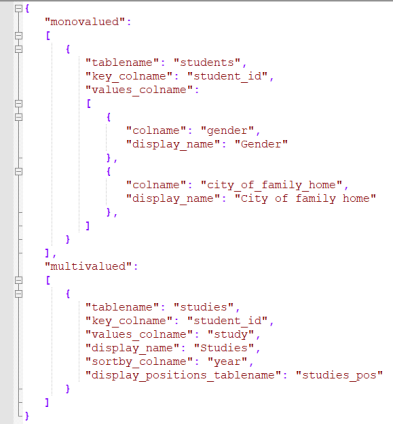 {
"monovalued":
[
{
"tablename": "students",
"key_colname": "student_id",
"values_colname":
[
{
"colname": "gender",
"display_name": "Gender"
},
{
"colname": "city_of_family_home",
"display_name": "City of family home"
},
]
}
],
"multivalued":
[
{
"tablename": "studies",
"key_colname": "student_id",
"values_colname": "study",
"display_name": "Studies",
"sortby_colname": "year",
"display_positions_tablename": "studies_pos"
}
]
}